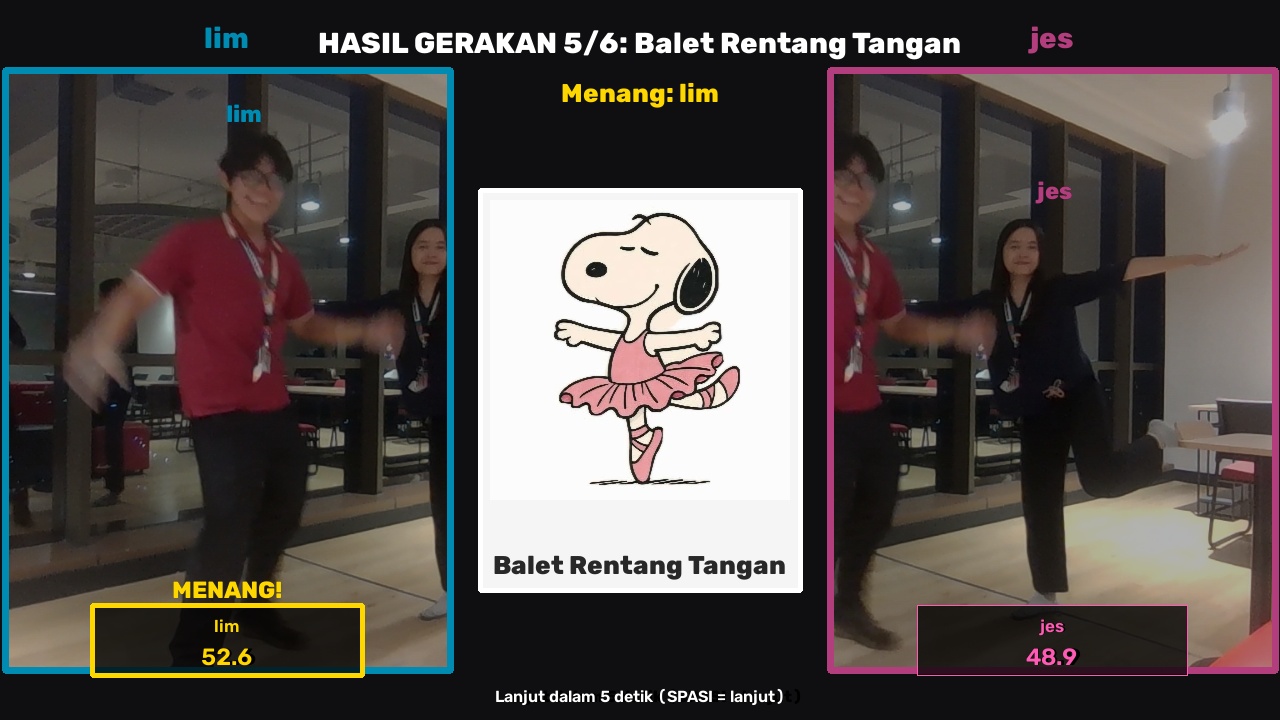 lim
HASIL GERAKAN 5/6: Balet Rentang Tangan
jes
Menang: lim
lim
jes
Balet Rentang Tangan
MENANG!
lim
52.6
jes
48.9
Lanjut dalam 5 detik (SPASI = lanjut)